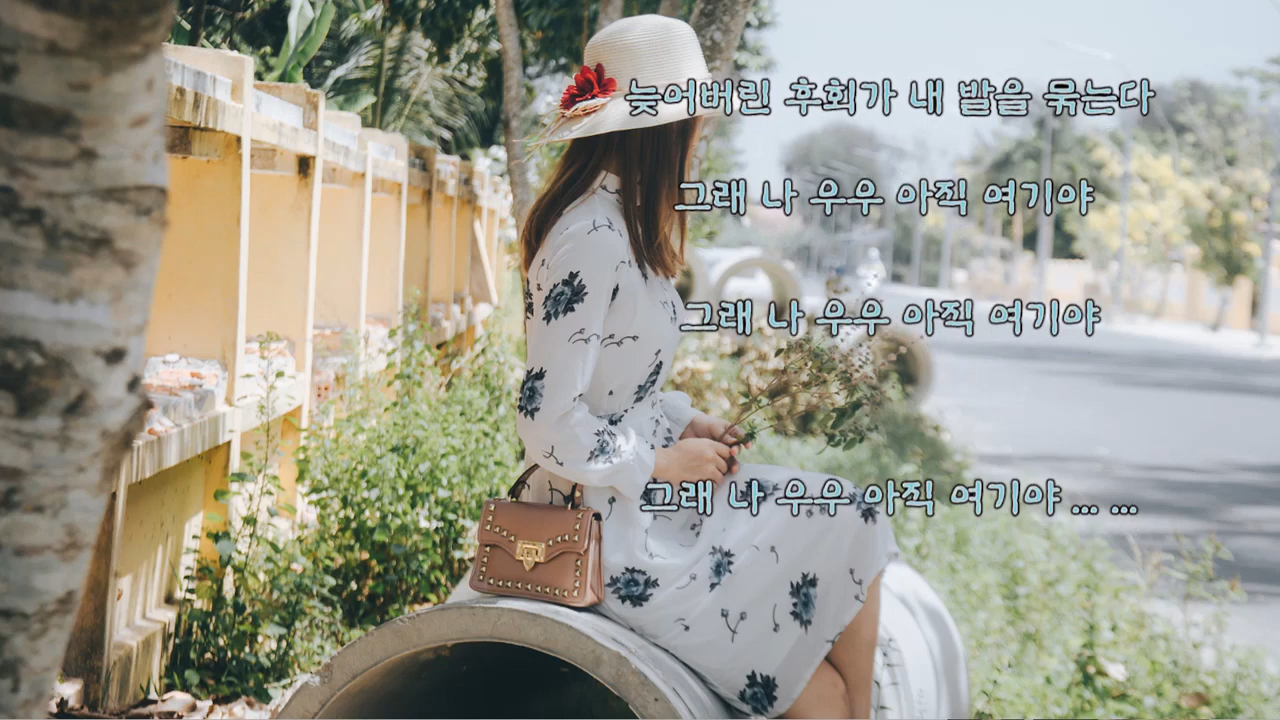 늦어버린 후회가 내 발을 묶는다
그래 나 우우 아직 여기야
그래 나 우우 아직 여기야
그래 나 우우 아직 여기야 ... ...